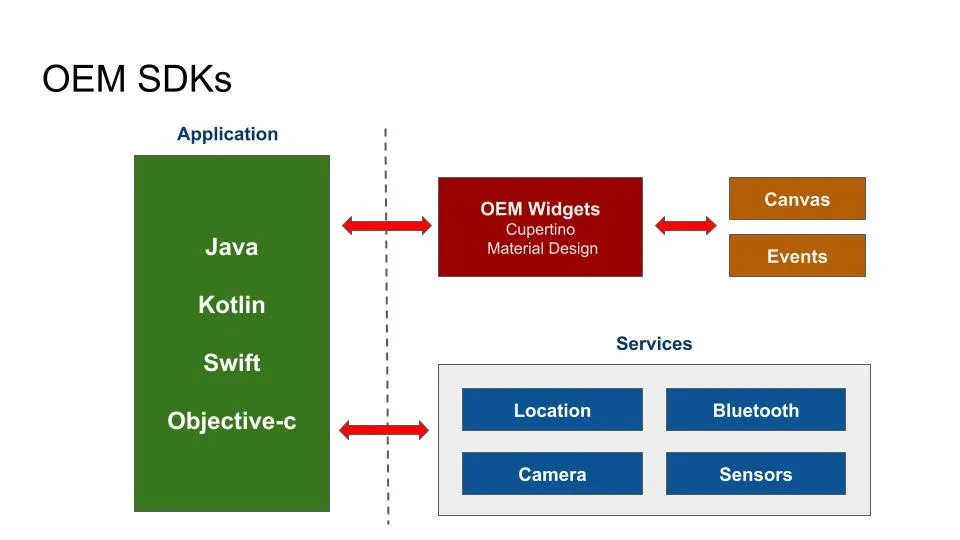 OEM SDKs
Application
Java
Kotlin
Swift
Objective-c
OEM Widgets
Cupertino
Material Design
Canvas
Events
Services
Location
Bluetooth
Camera
Sensors